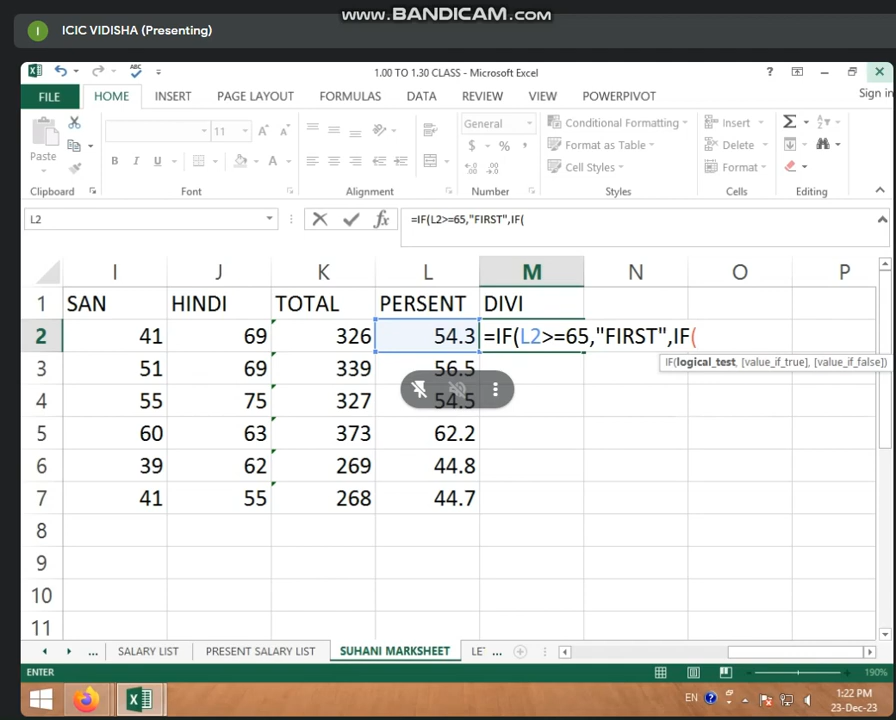 www.BANDICAM.com
I ICIC VIDISHA (Presenting)
1.00 TO 1.30 CLASS - Microsoft Excel
FILE HOME INSERT PAGE LAYOUT FORMULAS DATA REVIEW VIEW POWERPIVOT Sign in
Paste 11 General Conditional Formatting Insert
B I U A $ % , Format as Table Delete
Cell Styles Format
Clipboard Font Alignment Number Styles Cells Editing
L2 fx =IF(L2>=65,"FIRST",IF(
I J K L M N O P
1 SAN HINDI TOTAL PERSENT DIVI
2 41 69 326 54.3 =IF(L2>=65,"FIRST",IF(
IF(logical_test, [value_if_true], [value_if_false])
3 51 69 339 56.5
4 55 75 327 54.5
5 60 63 373 62.2
6 39 62 269 44.8
7 41 55 268 44.7
8
9
10
11
... SALARY LIST PRESENT SALARY LIST SUHANI MARKSHEET LE ...
ENTER 190%
EN 1:22 PM
23-Dec-23